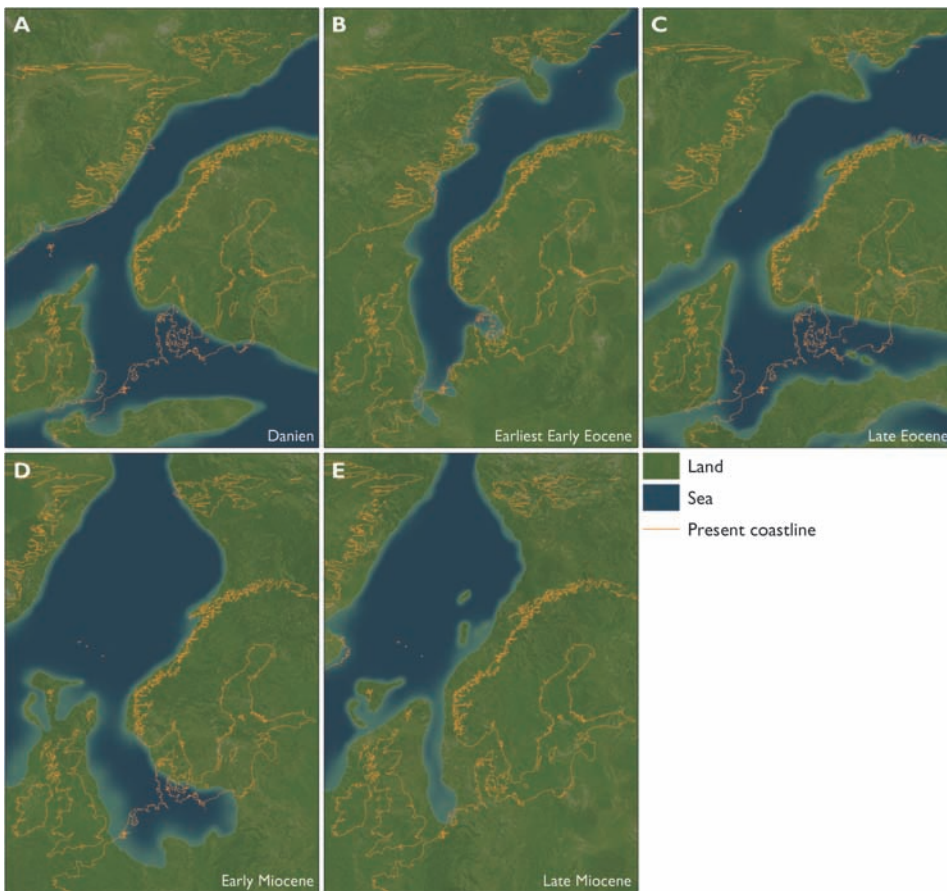 A
B
C
Danien
Earliest Early Eocene
Late Eocene
D
E
Land
Sea
Present coastline
Early Miocene
Late Miocene